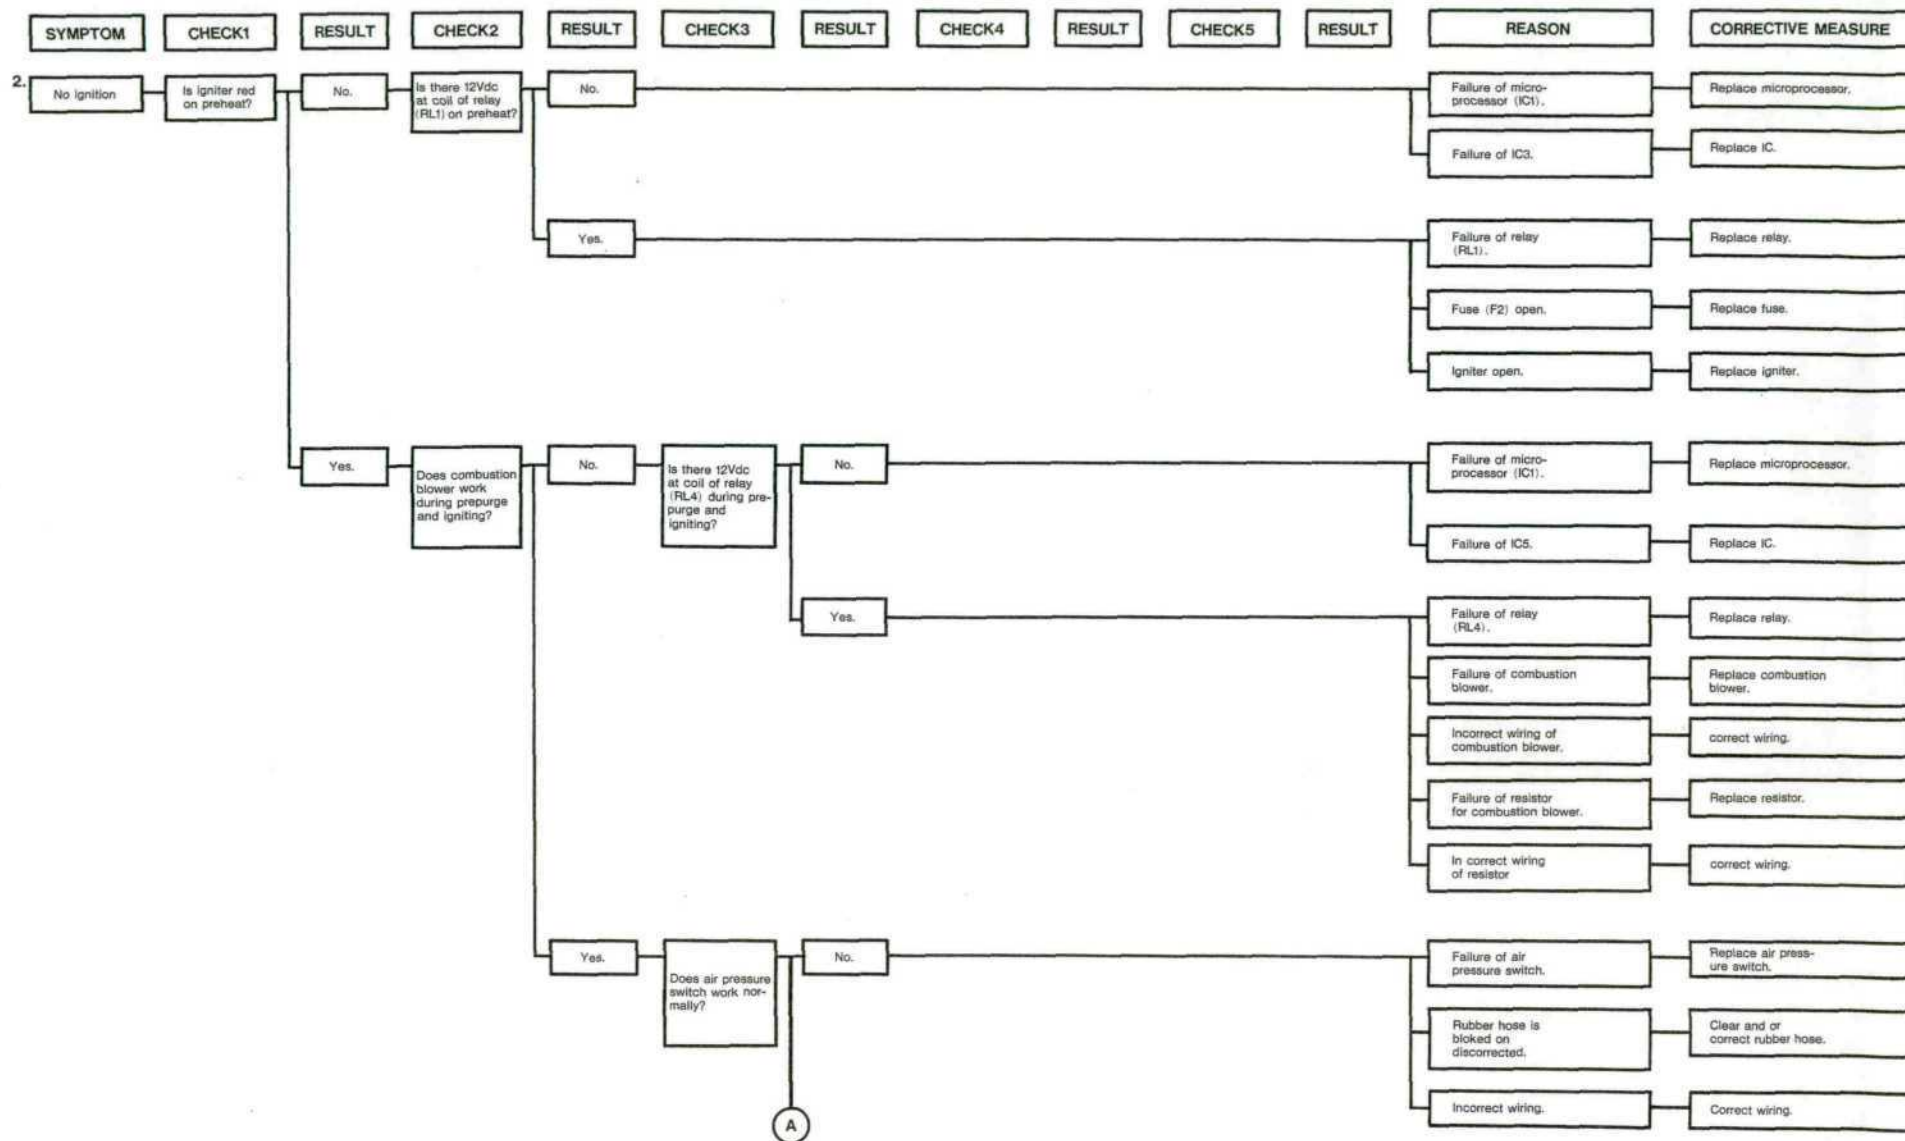 SYMPTOM CHECK1 RESULT CHECK2 RESULT CHECK3 RESULT CHECK4 RESULT CHECK5 RESULT REASON CORRECTIVE MEASURE
2.
No ignition
Is igniter red
on preheat?
No.
Is there 12Vdc
at coil of relay
(RL1) on preheat?
No.
Failure of micro-
processor (IC1).
Replace microprocessor.
Failure of IC3.
Replace IC.
Yes.
Failure of relay
(RL1).
Replace relay.
Fuse (F2) open.
Replace fuse.
Igniter open.
Replace igniter.
Yes.
Does combustion
blower work
during prepurge
and igniting?
No.
Is there 12Vdc
at coil of relay
(RL4) during pre-
purge and
igniting?
No.
Failure of micro-
processor (IC1).
Replace microprocessor.
Failure of IC5.
Replace IC.
Yes.
Failure of relay
(RL4).
Replace relay.
Failure of combustion
blower.
Replace combustion
blower.
Incorrect wiring of
combustion blower.
correct wiring.
Failure of resistor
for combustion blower.
Replace resistor.
In correct wiring
of resistor
correct wiring.
Yes.
Does air pressure
switch work nor-
mally?
No.
Failure of air
pressure switch.
Replace air press-
ure switch.
Rubber hose is
bloked on
discorrected.
Clear and or
correct rubber hose.
Incorrect wiring.
Correct wiring.
A